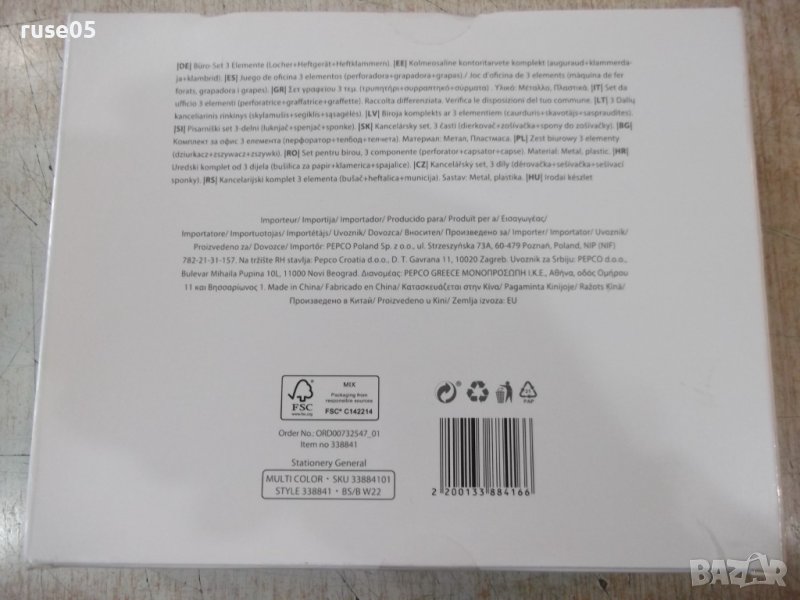 ruse05
|DE| Büro-Set 3 Elemente (Locher+Heftgerät+Heftklammern). |EE| Kolmeosaline kontoritarvete komplekt (auguraud+klammerda-
ja+klambrid). |ES| Juego de oficina 3 elementos (perforadora+grapadora+grapas)./ Joc d'oficina de 3 elements (màquina de fer
forats, grapadora i grapes). |GR| Σετ γραφείου 3 τεμ. (τρυπητήρι+συρραπτικό+σύρματα) . Υλικό: Μέταλλο, Πλαστικό. |IT| Set da
ufficio 3 elementi (perforatrice+graffatrice+graffette). Raccolta differenziata. Verifica le disposizioni del tuo comune. |LT| 3 Dalių
kanceliarinis rinkinys (skylamušis+segiklis+sąsagėlės). |LV| Biroja komplekts ar 3 elementiem (caurduris+skavotājs+saspraudītes).
|SI| Pisarniški set 3-delni (luknjač+spenjač+sponke). |SK| Kancelársky set, 3 časti (dierkovač+zošívačka+spony do zošívačky). |BG|
Комплект за офис 3 елемента (перфоратор+телбод+телчета). Материал: Метал, Пластмаса. |PL| Zest biurowy 3 elementy
(dziurkacz+zszywacz+zszywki). |RO| Set pentru birou, 3 componente (perforator+capsator+capse). Material: Metal, plastic. |HR|
Uredski komplet od 3 dijela (bušilica za papir+klamerica+spajalice). |CZ| Kancelářský set, 3 díly (děrovačka+sešívačka+sešívací
sponky). |RS| Kancelarijski komplet 3 elementa (bušač+heftalica+municija). Sastav: Metal, plastika. |HU| Irodai készlet
Importeur/ Importija/ Importador/ Producido para/ Produit per a/ Εισαγωγέας/
Importatore/ Importuotojas/ Importētājs/ Uvoznik/ Dovozca/ Вносител/ Произведено за/ Importer/ Importator/ Uvoznik/
Proizvedeno za/ Dovozce/ Importőr: PEPCO Poland Sp. z o.o., ul. Strzeszyńska 73A, 60-479 Poznań, Poland, NIP (NIF)
782-21-31-157. Na tržište RH stavlja: Pepco Croatia d.o.o., D. T. Gavrana 11, 10020 Zagreb. Uvoznik za Srbiju: PEPCO d.o.o.,
Bulevar Mihaila Pupina 10L, 11000 Novi Beograd. Διανομέας: PEPCO GREECE ΜΟΝΟΠΡΟΣΩΠΗ Ι.Κ.Ε., Αθήνα, οδός Ομήρου
11 και Βησσαρίωνος 1. Made in China/ Fabricado en China/ Κατασκευάζεται στην Κίνα/ Pagaminta Kinijoje/ Ražots Ķīnā/
Произведено в Китай/ Proizvedeno u Kini/ Zemlja izvoza: EU
FSC
www.fsc.org
MIX
Packaging from
responsible sources
FSC® C142214
21
PAP
Order No.: ORD00732547_01
Item no 338841
Stationery General
MULTI COLOR · SKU 33884101
STYLE 338841 · BS/B W22
2 200133 884166
BAZAR